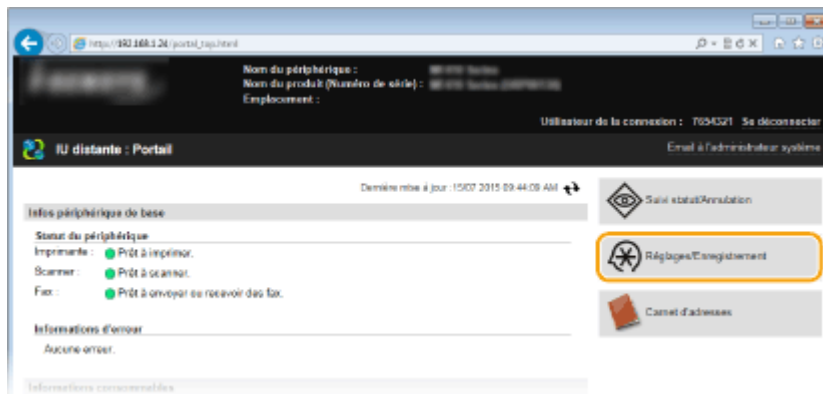 http://192.168.1.24/portal_top.html
Nom du périphérique :
Nom du produit (Numéro de série) :
Emplacement :
Utilisateur de la connexion : 7654321 Se déconnecter
IU distante : Portail
Email à l'administrateur système
Dernière mise à jour :15/07 2015 09:44:09 AM
Infos périphérique de base
Statut du périphérique
Imprimante : Prêt à imprimer.
Scanner : Prêt à scanner.
Fax : Prêt à envoyer ou recevoir des fax.
Informations d'erreur
Aucune erreur.
Informations consommables
Suivi statut/Annulation
Réglages/Enregistrement
Carnet d'adresses